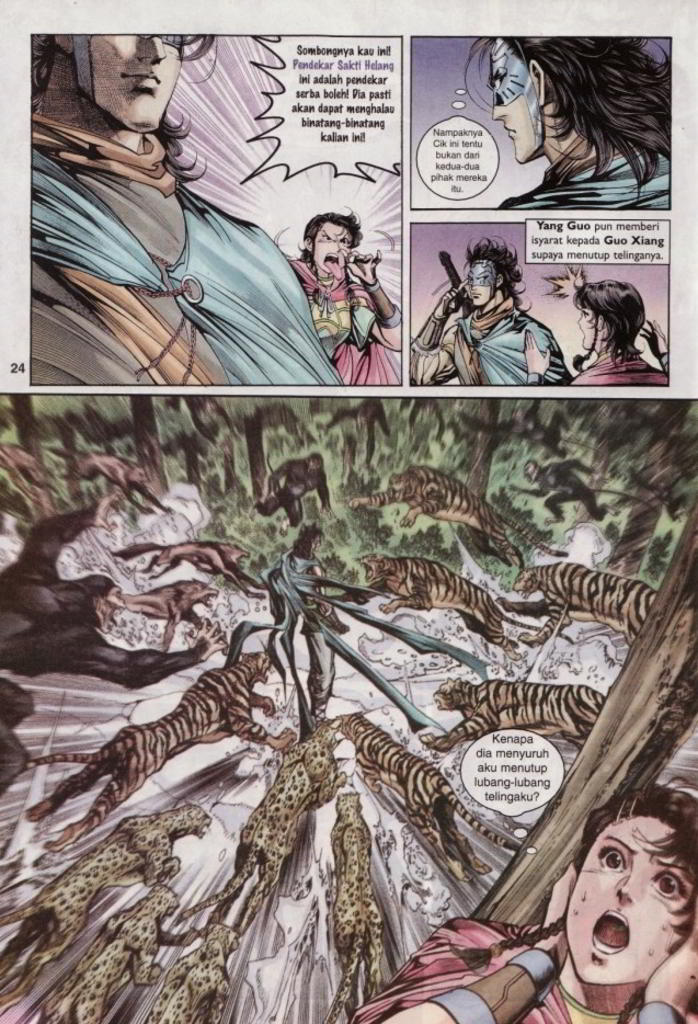 Sombongnya kau ini!
Pendekar Sakti Helang
ini adalah pendekar
serba boleh! Dia pasti
akan dapat menghalau
binatang-binatang
kalian ini!
Nampaknya
Cik ini tentu
bukan dari
kedua-dua
pihak mereka
itu.
Yang Guo pun memberi
isyarat kepada Guo Xiang
supaya menutup telinganya.
24
Kenapa
dia menyuruh
aku menutup
lubang-lubang
telingaku?